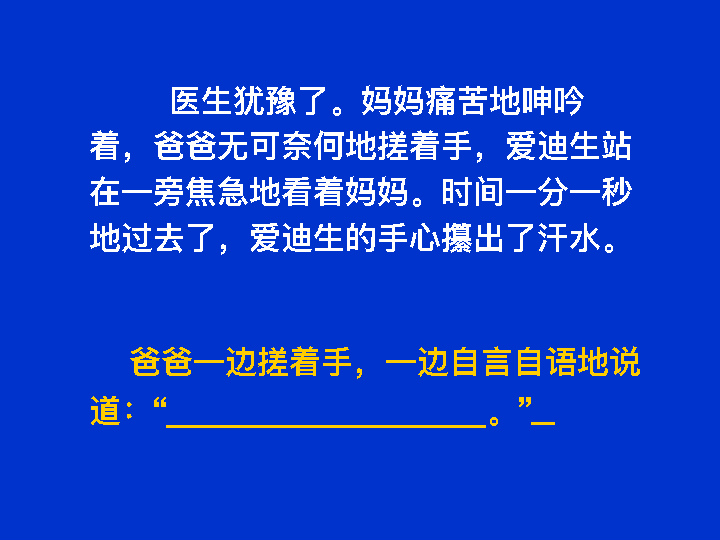 医生犹豫了。妈妈痛苦地呻吟
着，爸爸无可奈何地搓着手，爱迪生站
在一旁焦急地看着妈妈。时间一分一秒
地过去了，爱迪生的手心攥出了汗水。
爸爸一边搓着手，一边自言自语地说
道：“____________________。”__